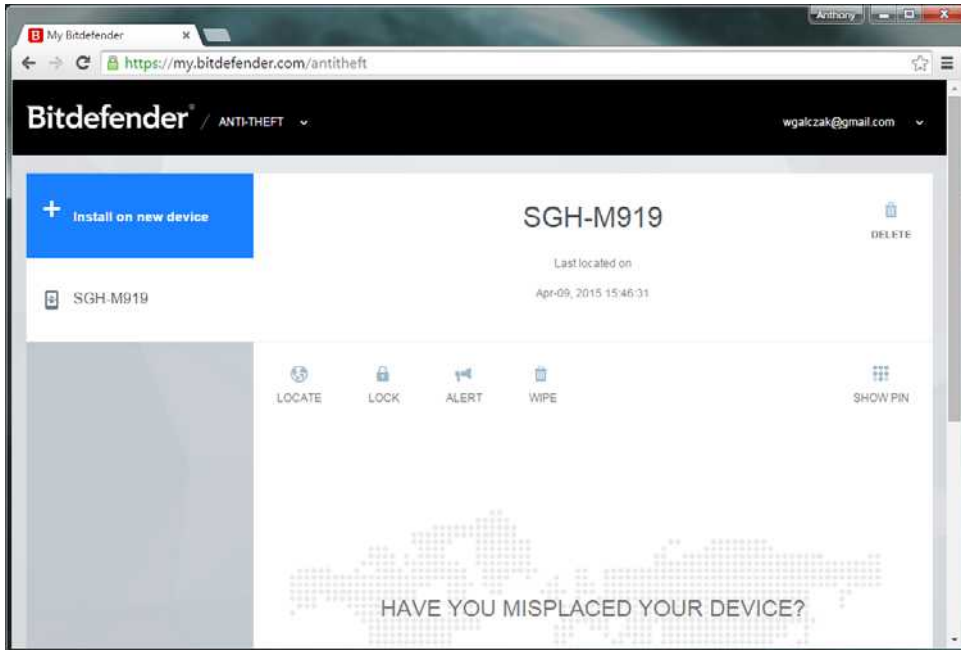 Anthony
My Bitdefender
https://my.bitdefender.com/antitheft
Bitdefender® / ANTI-THEFT
wgalczak@gmail.com
+ Install on new device
SGH-M919
DELETE
Last located on
Apr-09, 2015 15:46:31
SGH-M919
LOCATE LOCK ALERT WIPE SHOW PIN
HAVE YOU MISPLACED YOUR DEVICE?